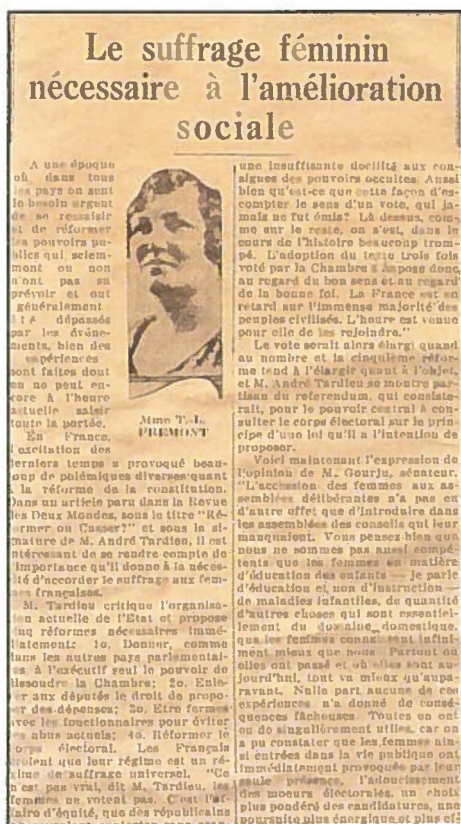 Le suffrage féminin
nécessaire à l'amélioration
sociale
A une époque
où dans tous
les pays on sent
le besoin urgent
de se ressaisir
et de réformer
les pouvoirs pu-
blics qui sciem-
ment ou non
n'ont pas su
prévoir et ont
généralement
été dépassés
par les événe-
ments, bien des
expériences
sont faites dont
on ne peut en-
core à l'heure
actuelle saisir
toute la portée.
En France,
l'excitation des
derniers temps a provoqué beau-
coup de polémiques diverses quant
à la réforme de la constitution.
Dans un article paru dans la Revue
des Deux Mondes, sous le titre "Ré-
former ou Casser?" et sous la si-
gnature de M. André Tardieu, il est
intéressant de se rendre compte de
l'importance qu'il donne à la néces-
sité d'accorder le suffrage aux fem-
mes françaises.
M. Tardieu critique l'organisa-
tion actuelle de l'Etat et propose
cinq réformes nécessaires immé-
diatement: 1o. Donner, comme
dans les autres pays parlementai-
res à l'exécutif seul le pouvoir de
dissoudre la Chambre; 2o. Enle-
ver aux députés le droit de propo-
ser des dépenses; 3o. Etre fermes
avec les fonctionnaires pour éviter
les abus actuels; 4o. Réformer le
corps électoral. Les Français
croient que leur régime est un ré-
gime de suffrage universel. "Ce
n'est pas vrai, dit M. Tardieu, les
femmes ne votent pas. C'est l'af-
faire d'équité, que des républicains
Mme T.-L.
FREMONT
une insuffisante docilité aux con-
signes des pouvoirs occultes. Aussi
bien qu'est-ce que cette façon d'es-
compter le sens d'un vote, qui ja-
mais ne fut émis? Là dessus, com-
me sur le reste, on s'est, dans le
cours de l'histoire beaucoup trom-
pé. L'adoption du texte trois fois
voté par la Chambre s'impose donc,
au regard du bon sens et au regard
de la bonne foi. La France est en
retard sur l'immense majorité des
peuples civilisés. L'heure est venue
pour elle de les rejoindre."
Le vote serait alors élargi quant
au nombre et la cinquième réfor-
me tend à l'élargir quant à l'objet,
et M. André Tardieu se montre par-
tisan du referendum, qui consiste-
rait, pour le pouvoir central à con-
sulter le corps électoral sur le prin-
cipe d'une loi qu'il a l'intention de
proposer.
Voici maintenant l'expression de
l'opinion de M. Gourju, sénateur.
"L'accession des femmes aux as-
semblées délibérantes n'a pas eu
d'autre effet que d'introduire dans
les assemblées des conseils qui leur
manquaient. Vous pensez bien que
nous ne sommes pas aussi compé-
tents que les femmes en matière
d'éducation des enfants — je parle
d'éducation et non d'instruction —
de maladies infantiles, de quantité
d'autres choses qui sont essentiel-
lement du domaine domestique,
que les femmes connaissent infini-
ment mieux que nous. Partout où
elles ont passé et où elles sont au-
jourd'hui, tout va mieux qu'aupa-
ravant. Nulle part aucune de ces
expériences n'a donné de consé-
quences fâcheuses. Toutes en ont
eu de singulièrement utiles, car on
a pu constater que les femmes ain-
si entrées dans la vie publique ont
immédiatement provoqué par leur
seule présence, l'adoucissement
des moeurs électorales, un choix
plus pondéré des candidatures, une
poursuite plus énergique et plus ef-